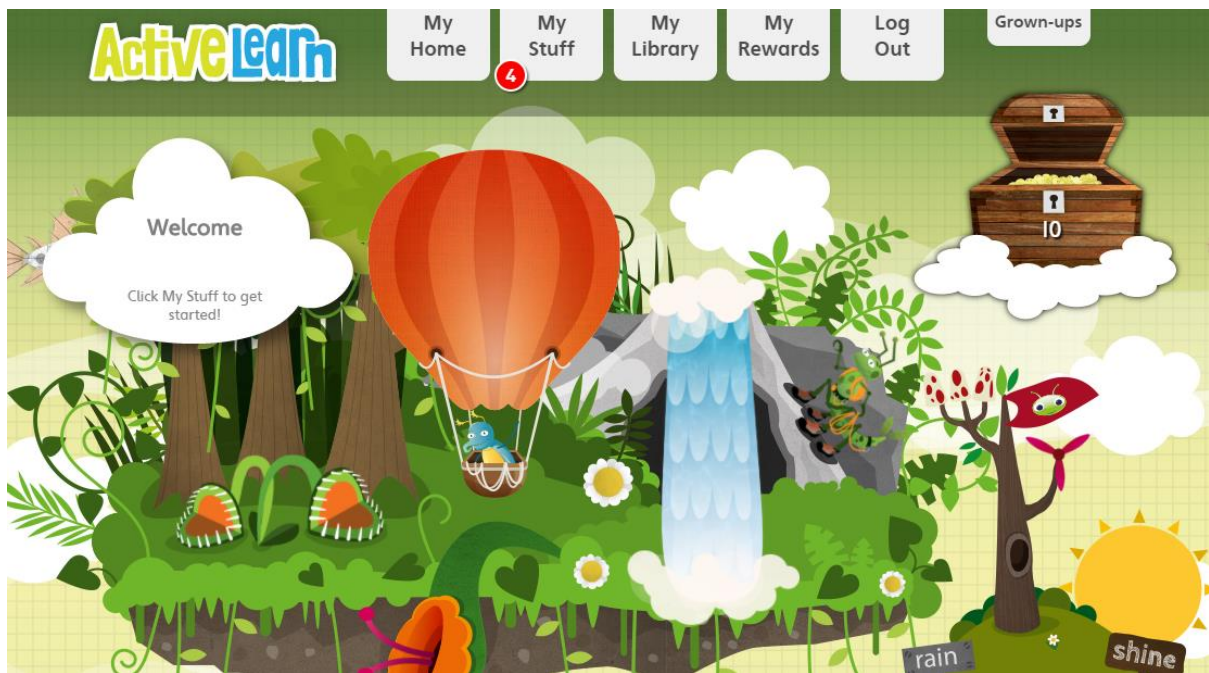 ActiveLearn
My
Home
My
Stuff
4
My
Library
My
Rewards
Log
Out
Grown-ups
Welcome
Click My Stuff to get
started!
10
rain
shine